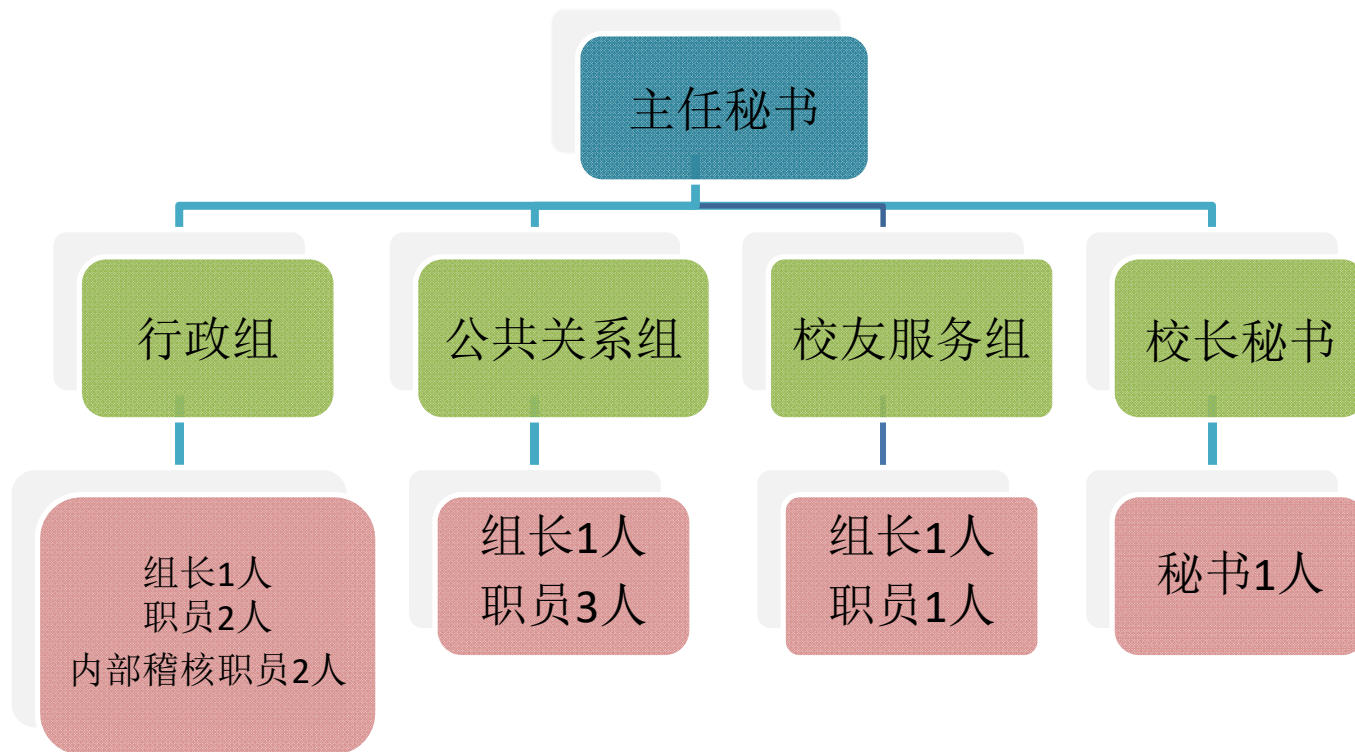 主任秘书
行政组
公共关系组
校友服务组
校长秘书
组长1人
职员2人
内部稽核职员2人
组长1人
职员3人
组长1人
职员1人
秘书1人